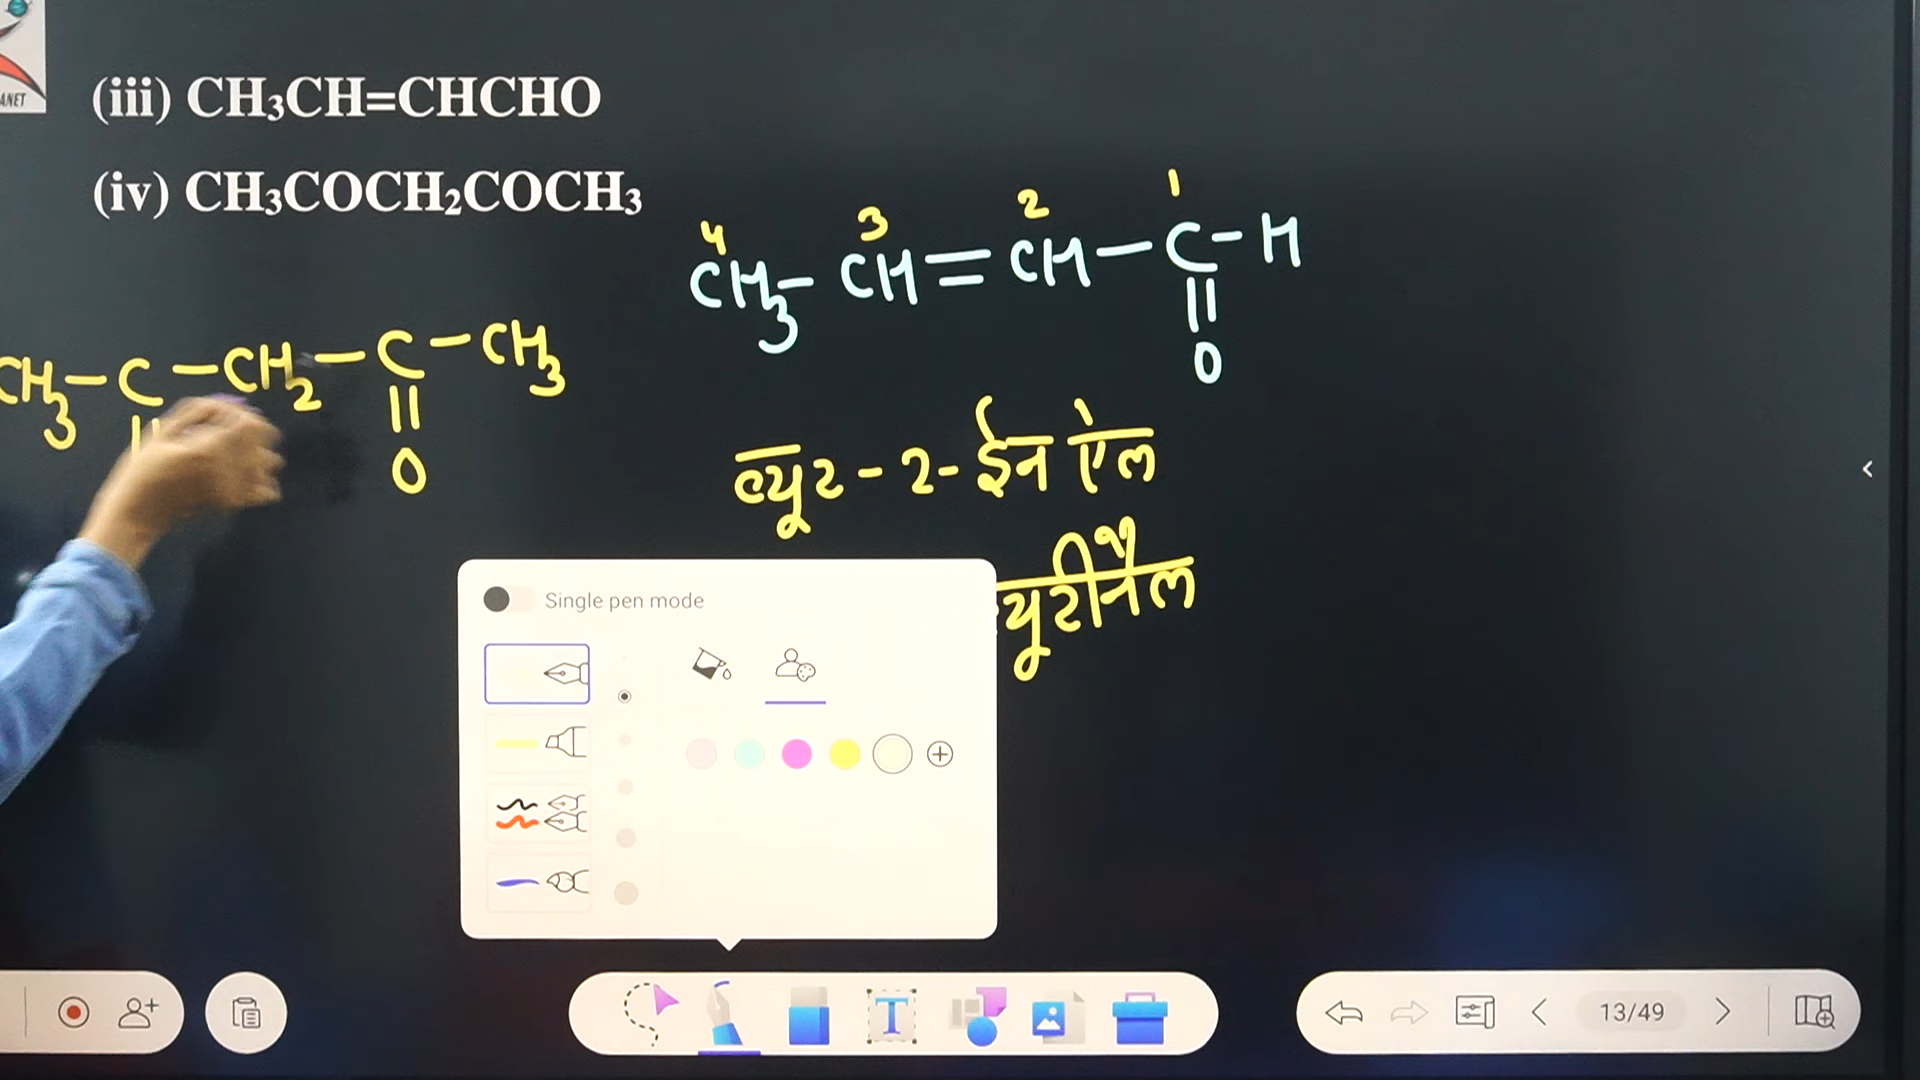 ANET
(iii) CH₃CH=CHCHO
(iv) CH₃COCH₂COCH₃
4 3 2 1
CH₃-CH=CH-C-H
||
O
CH₃-C-CH₂-C-CH₃
|| ||
O
ब्यूट-2-ईन ऐल
यूटीनैल
Single pen mode
T
13/49